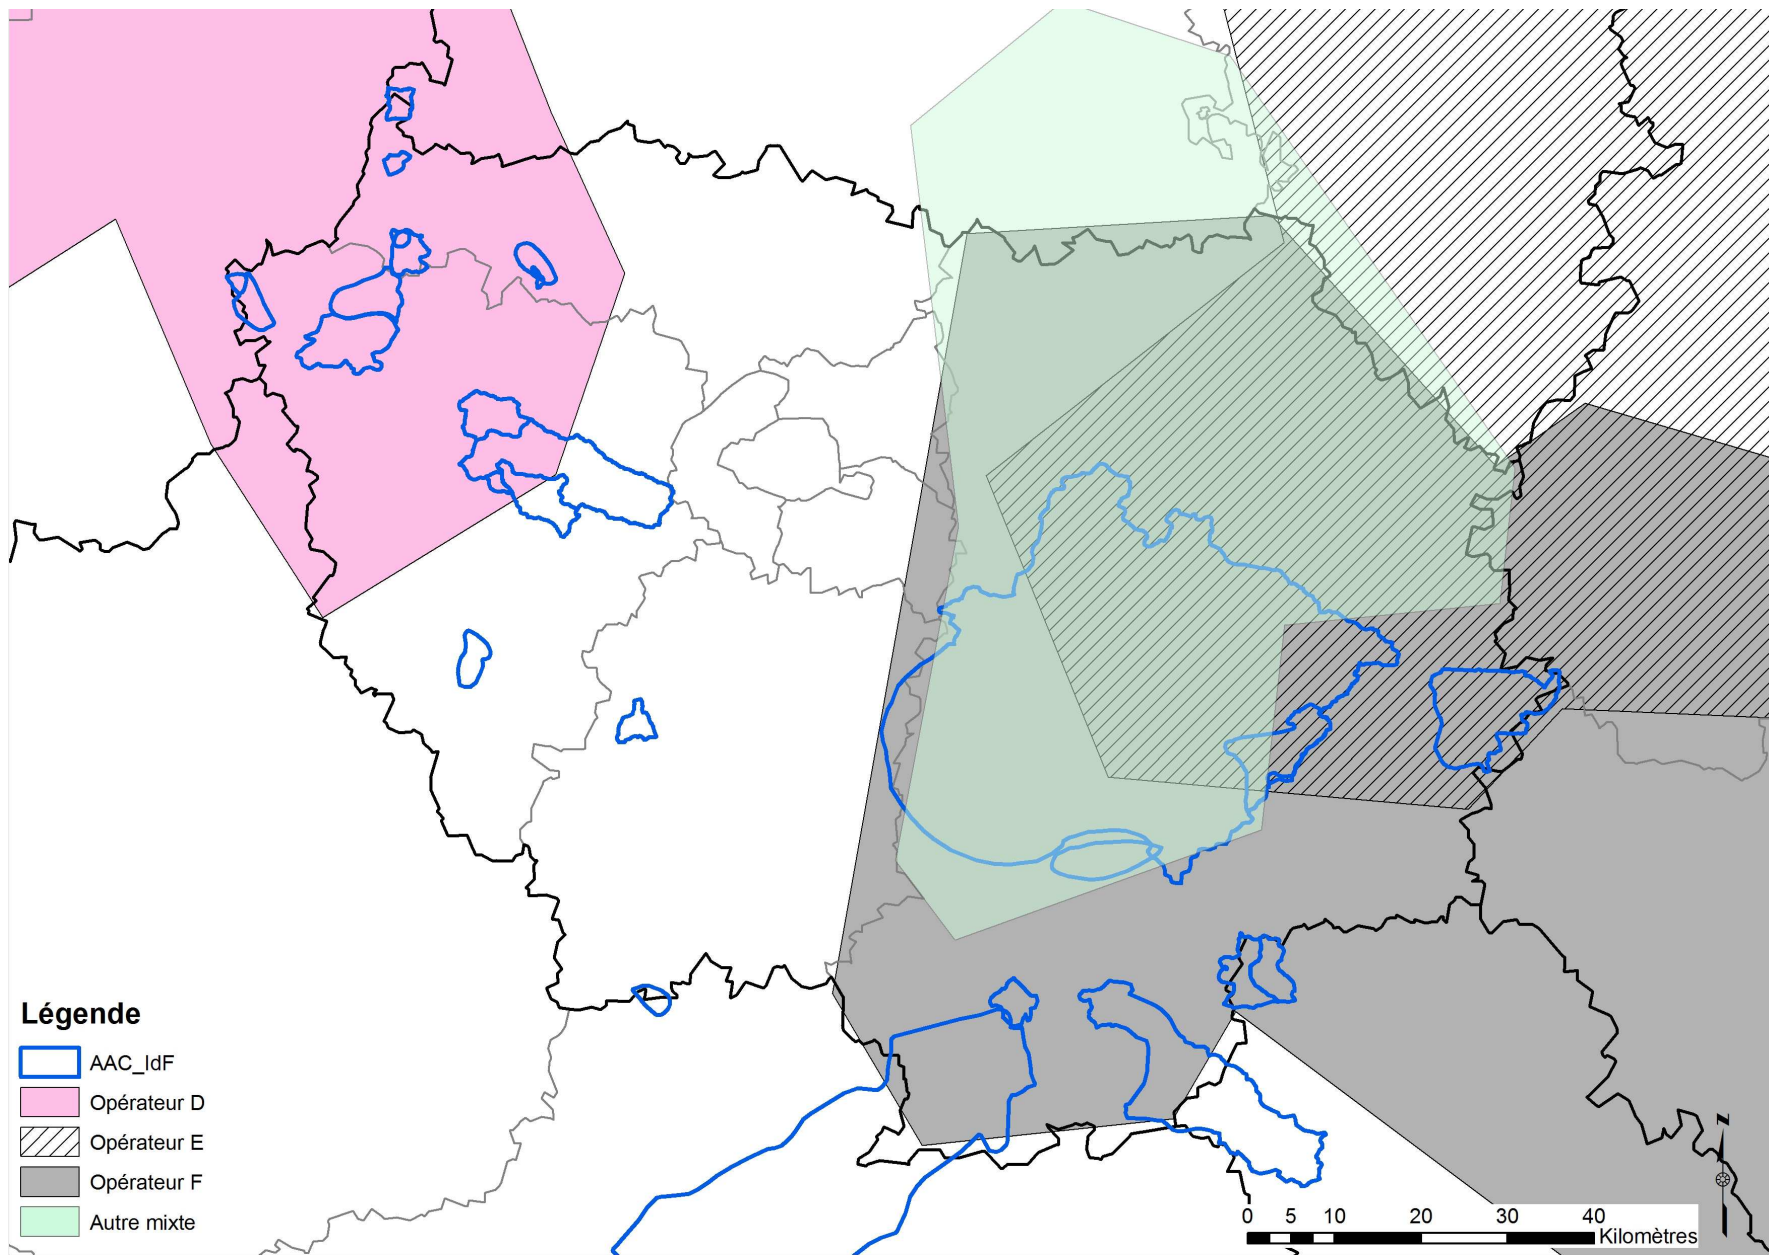 Légende
AAC_IdF
Opérateur D
Opérateur E
Opérateur F
Autre mixte
N
0 5 10 20 30 40
Kilomètres